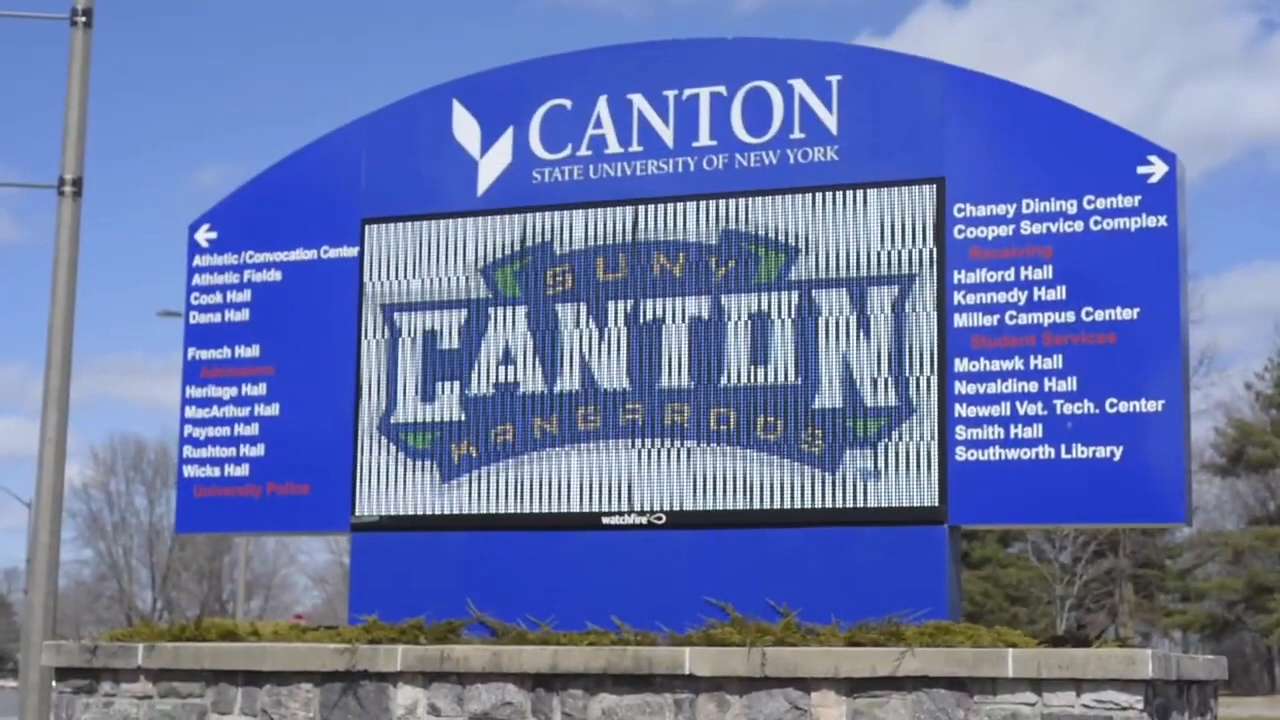 CANTON
STATE UNIVERSITY OF NEW YORK
Athletic/Convocation Center
Athletic Fields
Cook Hall
Dana Hall
French Hall
Admissions
Heritage Hall
MacArthur Hall
Payson Hall
Rushton Hall
Wicks Hall
University Police
SUNY
CANTON
KANGAROOS
watchfire
Chaney Dining Center
Cooper Service Complex
Receiving
Halford Hall
Kennedy Hall
Miller Campus Center
Student Services
Mohawk Hall
Nevaldine Hall
Newell Vet. Tech. Center
Smith Hall
Southworth Library